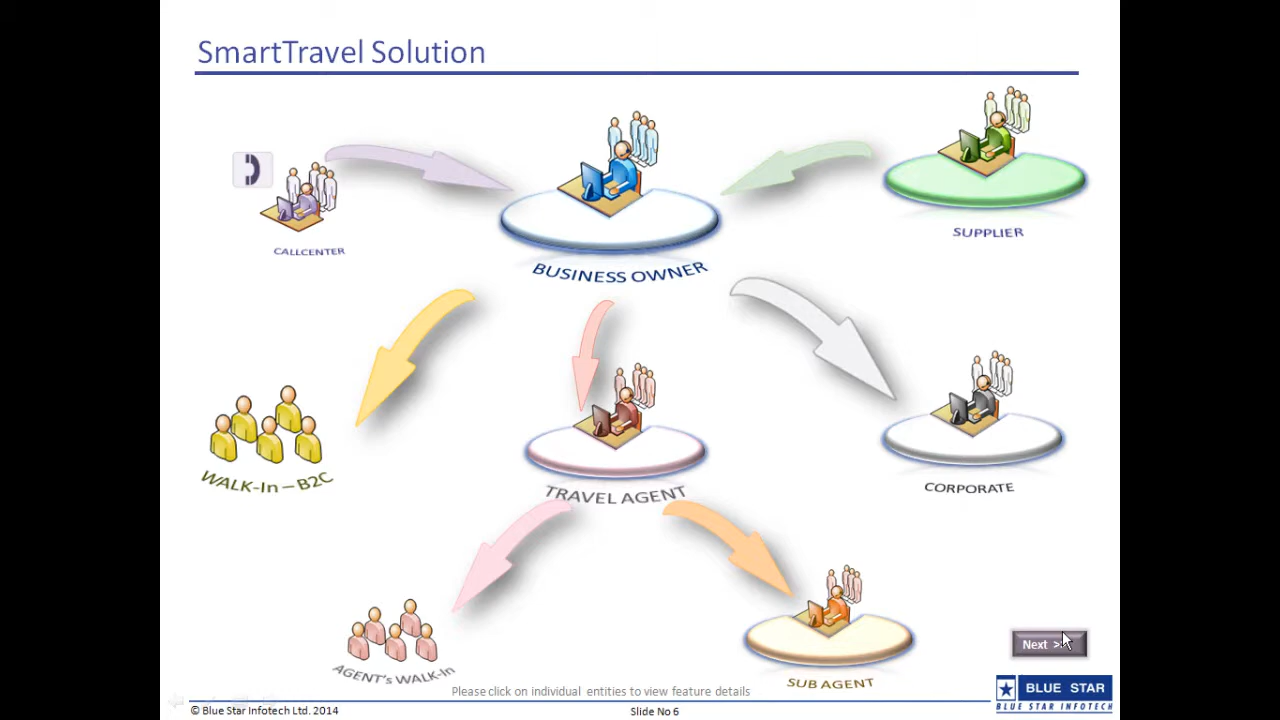 SmartTravel Solution
CALLCENTER
BUSINESS OWNER
SUPPLIER
WALK-In – B2C
TRAVEL AGENT
CORPORATE
AGENT's WALK-In
SUB AGENT
Next >>
Please click on individual entities to view feature details
BLUE STAR
BLUE STAR INFOTECH
© Blue Star Infotech Ltd. 2014
Slide No 6